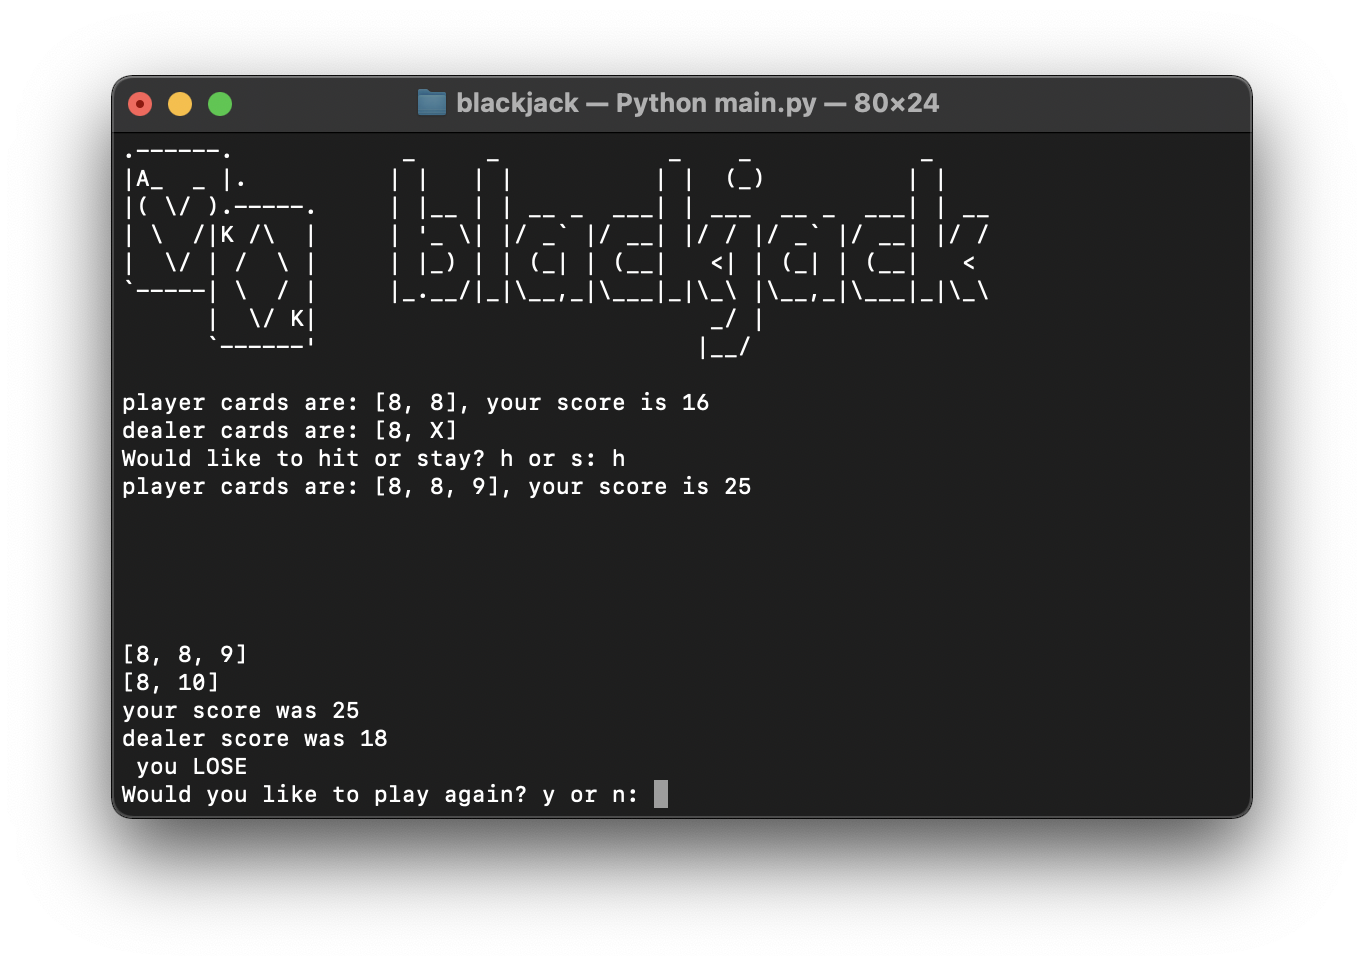 blackjack — Python main.py — 80×24
.------.            _     _            _    _            _
|A_  _ |.          | |   | |          | |  (_)          | |
|( \/ ).-----.     | |__ | | __ _  ___| | ___  __ _  ___| | __
| \  /|K /\  |     | '_ \| |/ _` |/ __| |/ / |/ _` |/ __| |/ /
|  \/ | /  \ |     | |_) | | (_| | (__|   <| | (_| | (__|   <
`-----| \  / |     |_.__/|_|\__,_|\___|_|\_\ |\__,_|\___|_|\_\
      |  \/ K|                            _/ |
      `------'                           |__/
player cards are: [8, 8], your score is 16
dealer cards are: [8, X]
Would like to hit or stay? h or s: h
player cards are: [8, 8, 9], your score is 25
[8, 8, 9]
[8, 10]
your score was 25
dealer score was 18
 you LOSE
Would you like to play again? y or n: